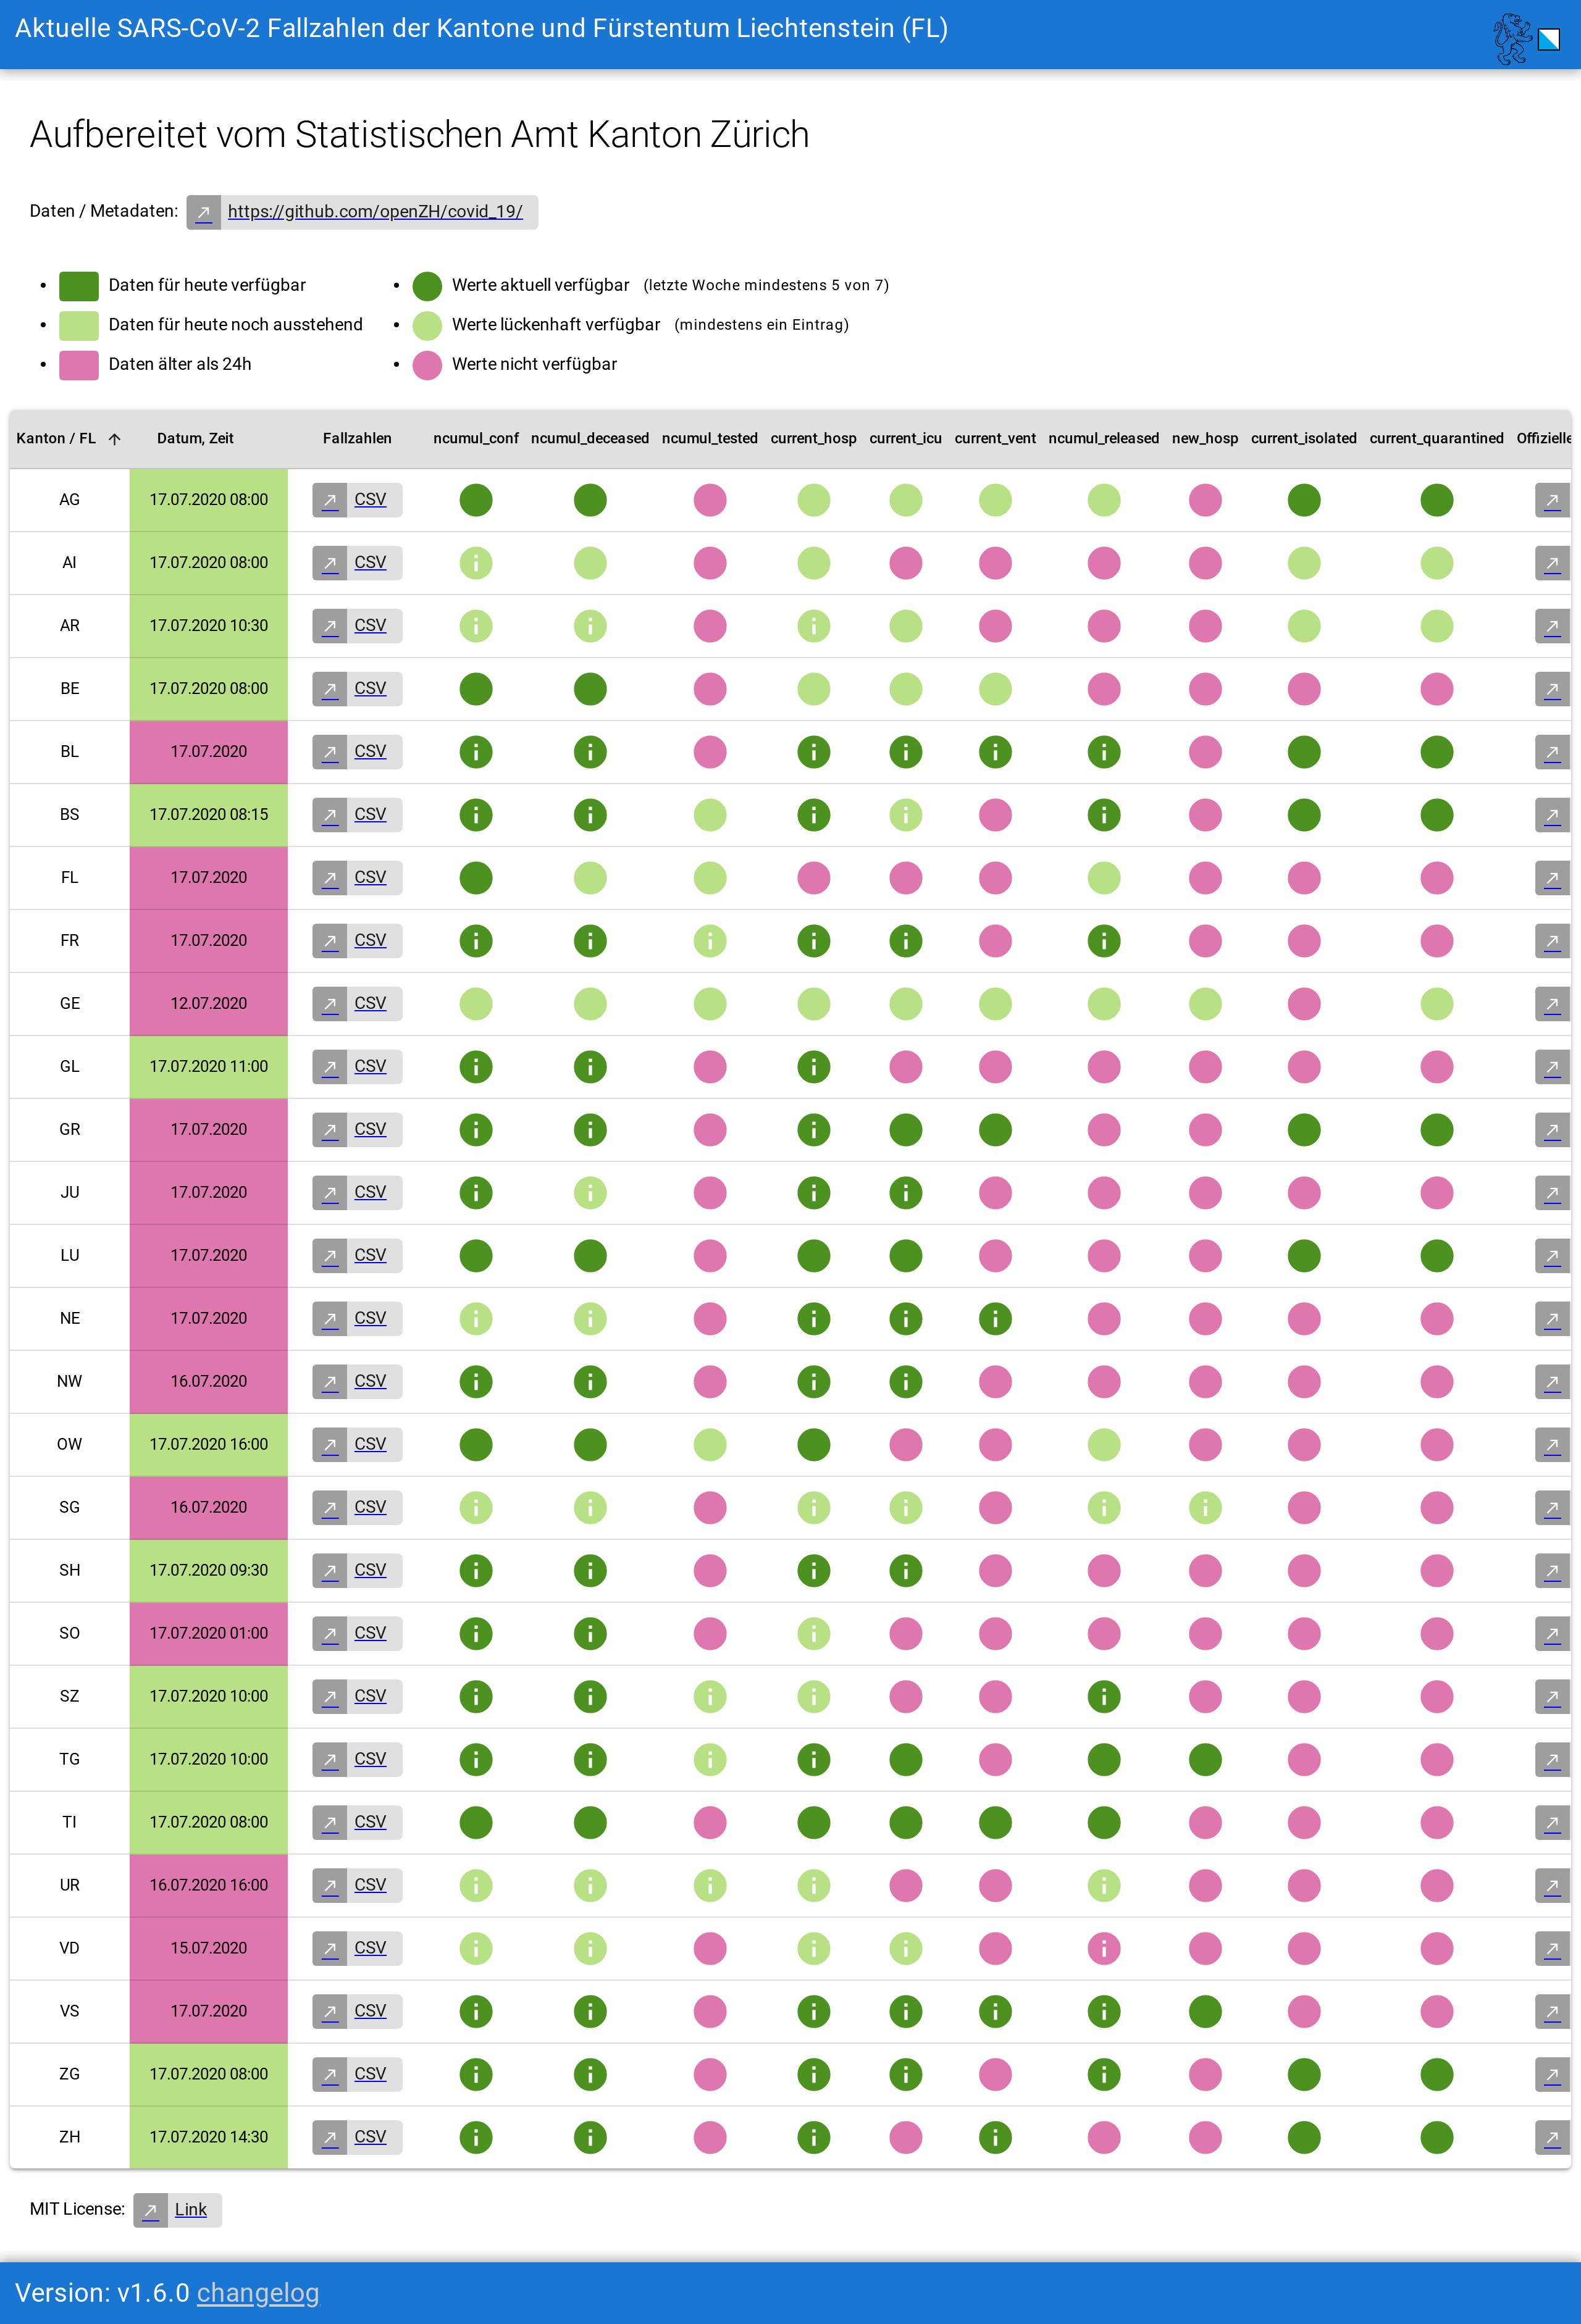 Aktuelle SARS-CoV-2 Fallzahlen der Kantone und Fürstentum Liechtenstein (FL)
Aufbereitet vom Statistischen Amt Kanton Zürich
Daten / Metadaten: https://github.com/openZH/covid_19/
Daten für heute verfügbar
Daten für heute noch ausstehend
Daten älter als 24h
Werte aktuell verfügbar (letzte Woche mindestens 5 von 7)
Werte lückenhaft verfügbar (mindestens ein Eintrag)
Werte nicht verfügbar
Kanton / FL Datum, Zeit Fallzahlen ncumul_conf ncumul_deceased ncumul_tested current_hosp current_icu current_vent ncumul_released new_hosp current_isolated current_quarantined Offizielle
AG 17.07.2020 08:00 CSV
AI 17.07.2020 08:00 CSV
AR 17.07.2020 10:30 CSV
BE 17.07.2020 08:00 CSV
BL 17.07.2020 CSV
BS 17.07.2020 08:15 CSV
FL 17.07.2020 CSV
FR 17.07.2020 CSV
GE 12.07.2020 CSV
GL 17.07.2020 11:00 CSV
GR 17.07.2020 CSV
JU 17.07.2020 CSV
LU 17.07.2020 CSV
NE 17.07.2020 CSV
NW 16.07.2020 CSV
OW 17.07.2020 16:00 CSV
SG 16.07.2020 CSV
SH 17.07.2020 09:30 CSV
SO 17.07.2020 01:00 CSV
SZ 17.07.2020 10:00 CSV
TG 17.07.2020 10:00 CSV
TI 17.07.2020 08:00 CSV
UR 16.07.2020 16:00 CSV
VD 15.07.2020 CSV
VS 17.07.2020 CSV
ZG 17.07.2020 08:00 CSV
ZH 17.07.2020 14:30 CSV
MIT License: Link
Version: v1.6.0 changelog